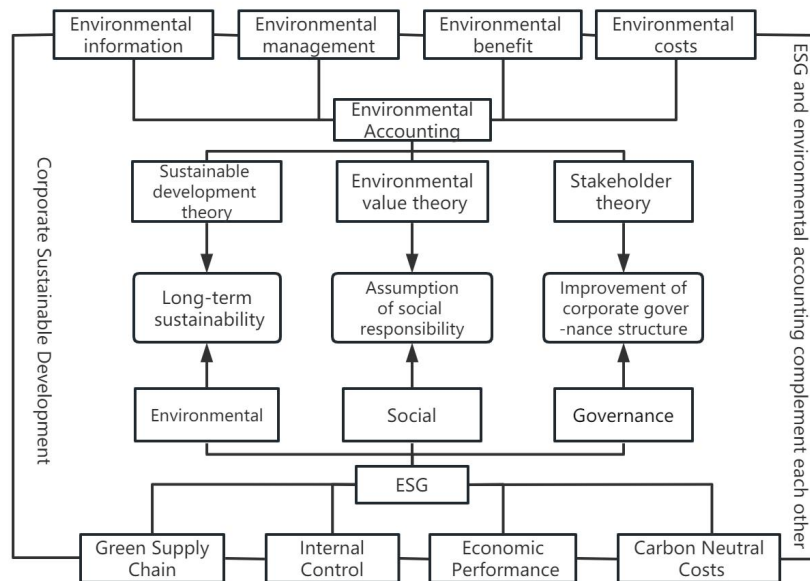 Environmental
information
Environmental
management
Environmental
benefit
Environmental
costs
Environmental
Accounting
Sustainable
development
theory
Environmental
value theory
Stakeholder
theory
Long-term
sustainability
Assumption
of social
responsibility
Improvement of
corporate gover
-nance structure
Environmental
Social
Governance
ESG
Green Supply
Chain
Internal
Control
Economic
Performance
Carbon Neutral
Costs
Corporate Sustainable Development
ESG and environmental accounting complement each other